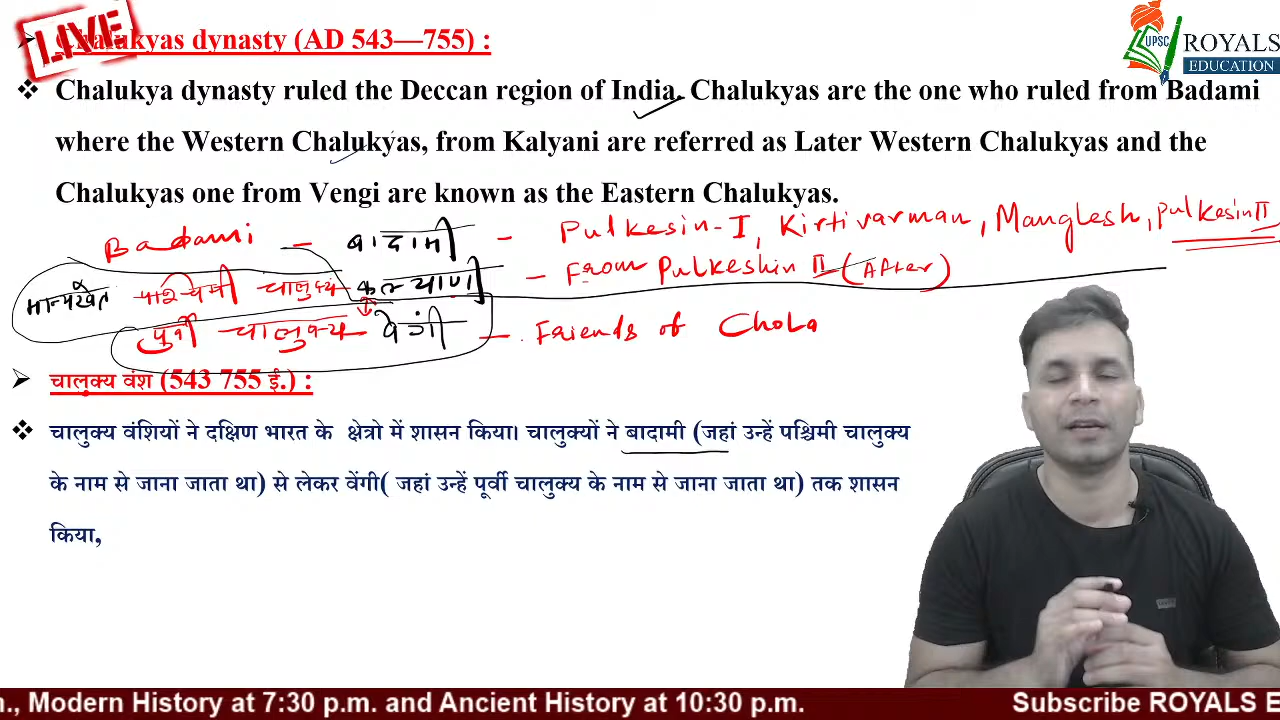 LIVE
➢ Chalukyas dynasty (AD 543—755) :
UPSC ROYALS
EDUCATION
❖ Chalukya dynasty ruled the Deccan region of India. Chalukyas are the one who ruled from Badami
where the Western Chalukyas, from Kalyani are referred as Later Western Chalukyas and the
Chalukyas one from Vengi are known as the Eastern Chalukyas.
Badami – बादामी – Pulkesin-I, Kirtivarman, Manglesh, Pulkesin II
मान्यखेत पश्चिमी चालुक्य कल्याणी – From Pulkeshin II (After)
पुर्वी चालुक्य वेंगी – Friends of Chola
➢ चालुक्य वंश (543 755 ई.) :
❖ चालुक्य वंशियों ने दक्षिण भारत के क्षेत्रो में शासन किया। चालुक्यों ने बादामी (जहां उन्हें पश्चिमी चालुक्य
के नाम से जाना जाता था) से लेकर वेंगी( जहां उन्हें पूर्वी चालुक्य के नाम से जाना जाता था) तक शासन
किया,
Modern History at 7:30 p.m. and Ancient History at 10:30 p.m. Subscribe ROYALS E